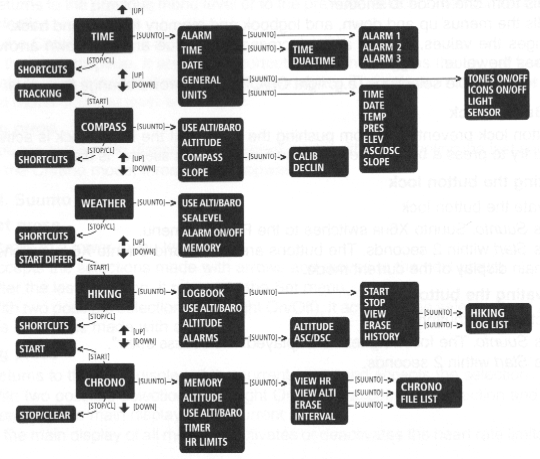 [UP]
TIME
[SUUNTO]
ALARM
TIME
DATE
GENERAL
UNITS
[SUUNTO]
TIME
DUALTIME
[SUUNTO]
ALARM 1
ALARM 2
ALARM 3
[SUUNTO]
TONES ON/OFF
ICONS ON/OFF
LIGHT
SENSOR
[SUUNTO]
TIME
DATE
TEMP
PRES
ELEV
ASC/DSC
SLOPE
[STOP/CL]
SHORTCUTS
[UP]
[DOWN]
TRACKING
[START]
COMPASS
[SUUNTO]
USE ALTI/BARO
ALTITUDE
COMPASS
SLOPE
[SUUNTO]
CALIB
DECLIN
[STOP/CL]
SHORTCUTS
[UP]
[DOWN]
WEATHER
[SUUNTO]
USE ALTI/BARO
SEALEVEL
ALARM ON/OFF
MEMORY
[STOP/CL]
SHORTCUTS
[UP]
[DOWN]
START DIFFER
[START]
HIKING
[SUUNTO]
LOGBOOK
USE ALTI/BARO
ALTITUDE
ALARMS
[SUUNTO]
START
STOP
VIEW
ERASE
HISTORY
[SUUNTO]
[SUUNTO]
HIKING
LOG LIST
[SUUNTO]
ALTITUDE
ASC/DSC
[STOP/CL]
SHORTCUTS
[UP]
[DOWN]
START
[START]
CHRONO
[SUUNTO]
MEMORY
ALTITUDE
USE ALTI/BARO
TIMER
HR LIMITS
[SUUNTO]
VIEW HR
VIEW ALTI
ERASE
INTERVAL
[SUUNTO]
[SUUNTO]
[SUUNTO]
CHRONO
FILE LIST
[STOP/CL]
[DOWN]
STOP/CLEAR